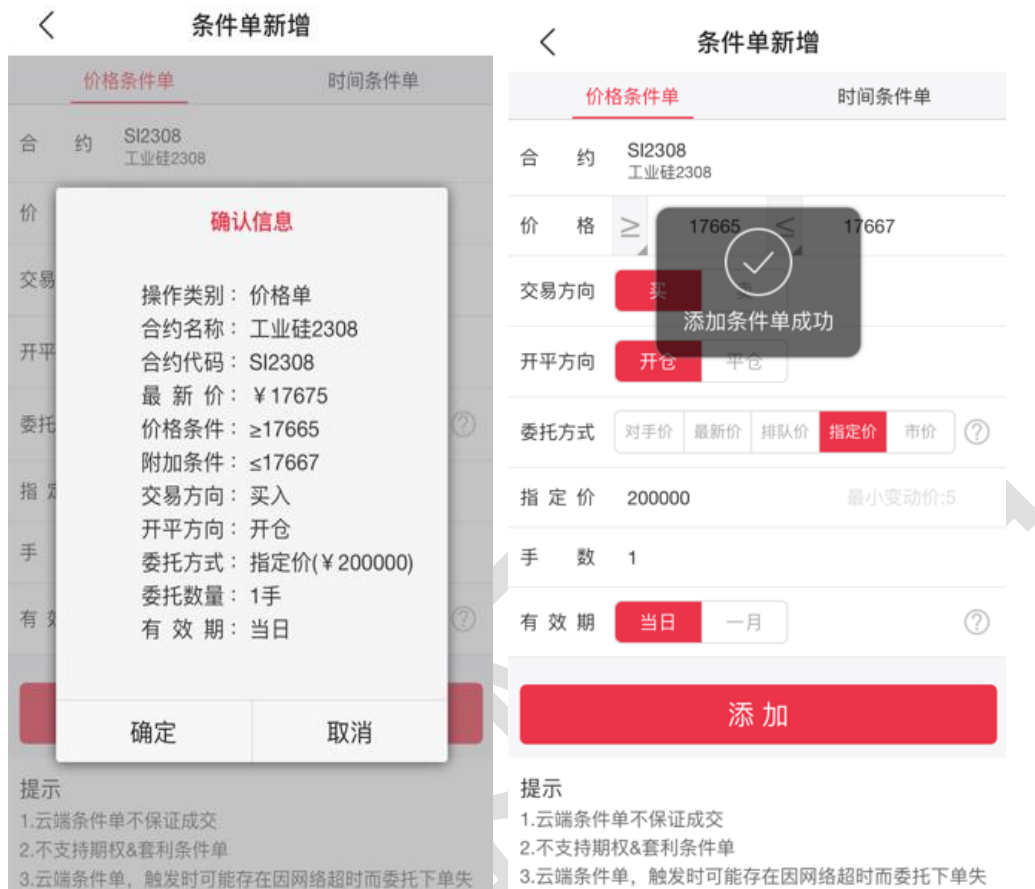 条件单新增
价格条件单 时间条件单
合 约 SI2308
工业硅2308
价
确认信息
交易
操作类别：价格单
合约名称：工业硅2308
开平
合约代码：SI2308
最 新 价：￥17675
委托
价格条件：≥17665
附加条件：≤17667
指 定
交易方向：买入
开平方向：开仓
手
委托方式：指定价(￥200000)
委托数量：1手
有 效
有 效 期：当日
确定 取消
提示
1.云端条件单不保证成交
2.不支持期权&套利条件单
3.云端条件单，触发时可能存在因网络超时而委托下单失
条件单新增
价格条件单 时间条件单
合 约 SI2308
工业硅2308
价 格 ≥ 17665 ≤ 17667
交易方向 买 卖
添加条件单成功
开平方向 开仓 平仓
委托方式 对手价 最新价 排队价 指定价 市价 ?
指 定 价 200000 最小变动价:5
手 数 1
有 效 期 当日 一月 ?
添 加
提示
1.云端条件单不保证成交
2.不支持期权&套利条件单
3.云端条件单，触发时可能存在因网络超时而委托下单失